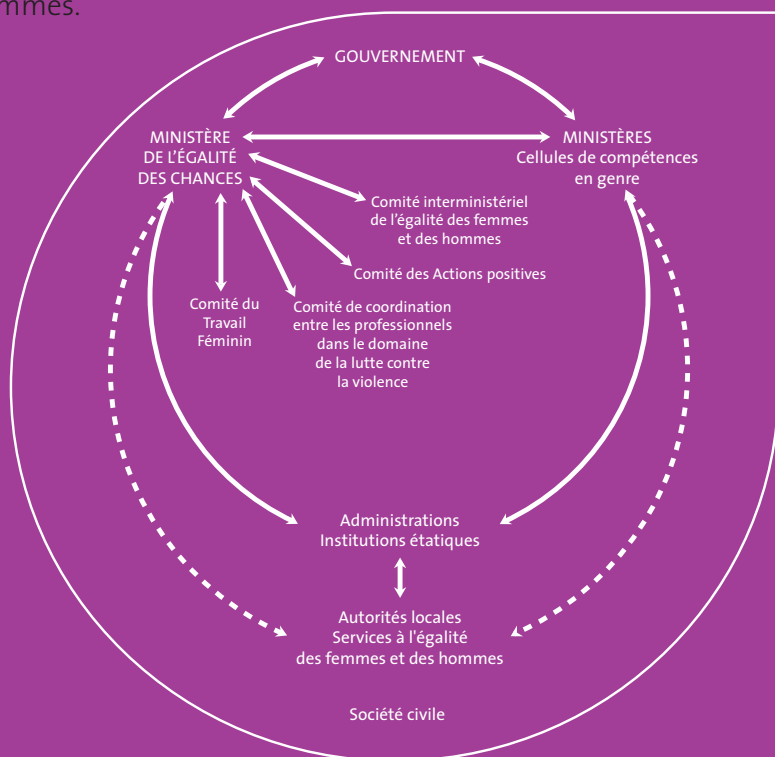 GOUVERNEMENT
MINISTÈRE
DE L'ÉGALITÉ
DES CHANCES
MINISTÈRES
Cellules de compétences
en genre
Comité interministériel
de l'égalité des femmes
et des hommes
Comité des Actions positives
Comité du
Travail
Féminin
Comité de coordination
entre les professionnels
dans le domaine
de la lutte contre
la violence
Administrations
Institutions étatiques
Autorités locales
Services à l'égalité
des femmes et des hommes
Société civile